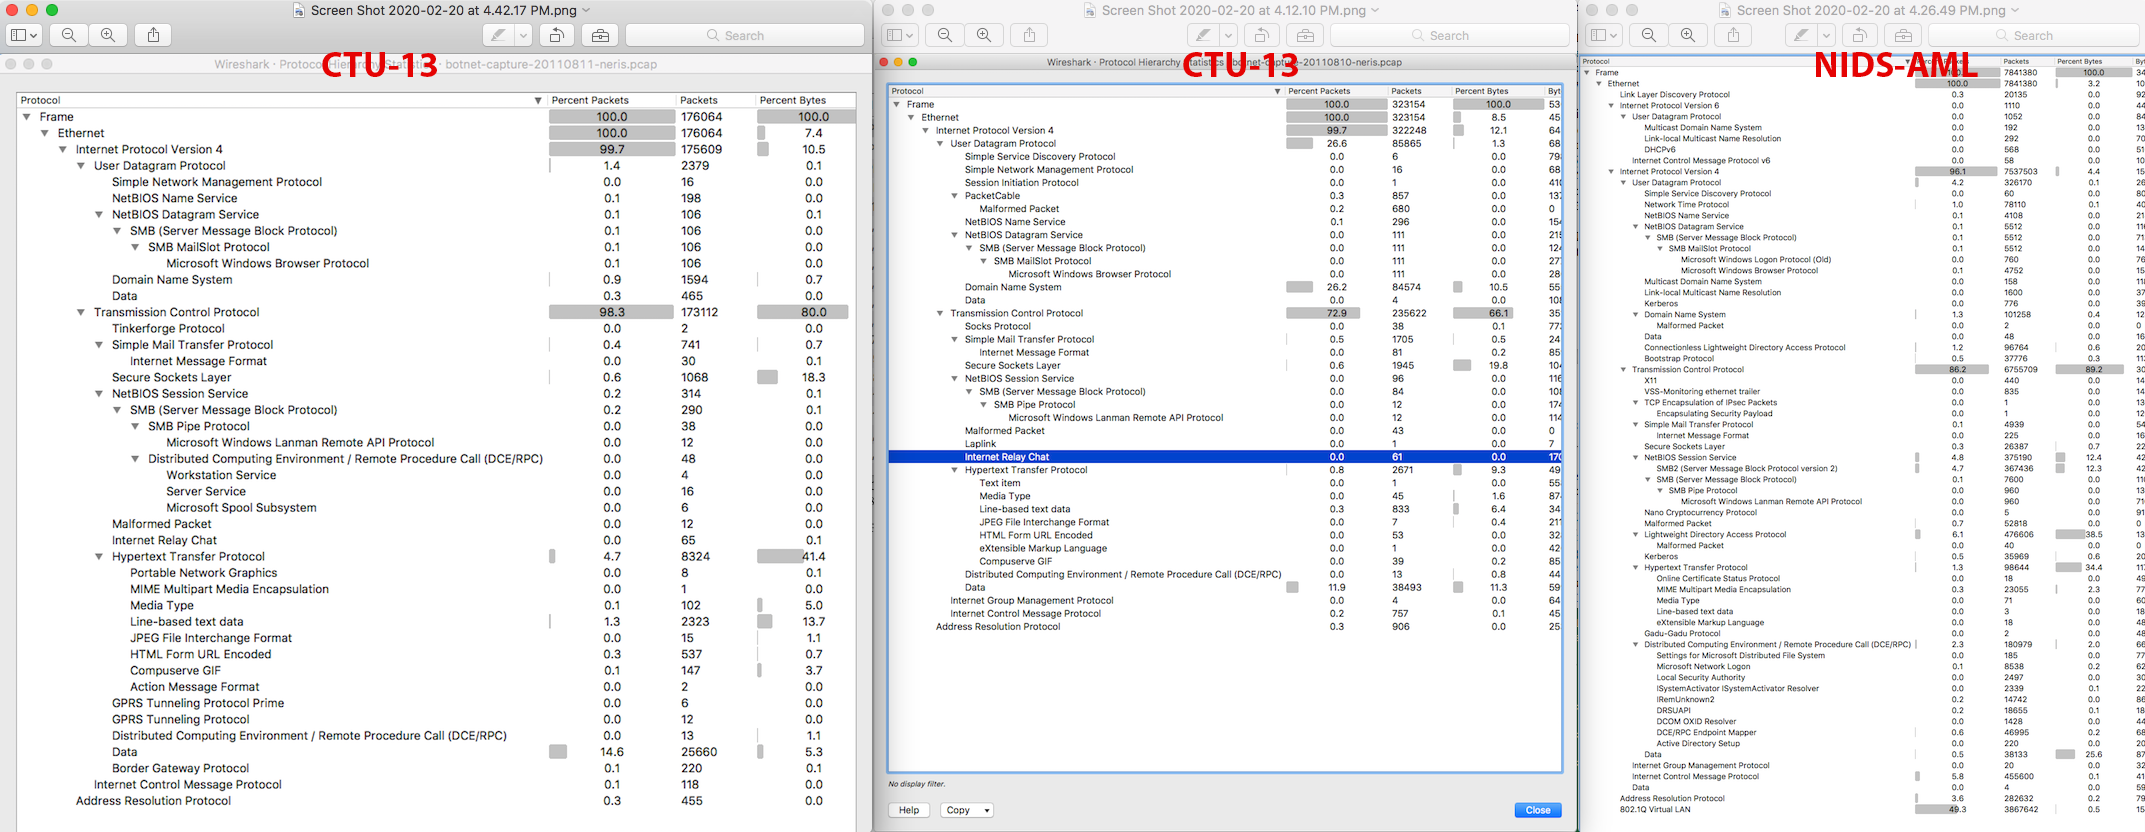 Screen Shot 2020-02-20 at 4.42.17 PM.png
Search
CTU-13
Wireshark · Protocol Hierarchy Statistics · botnet-capture-20110811-neris.pcap
Protocol Percent Packets Packets Percent Bytes
Frame 100.0 176064 100.0
Ethernet 100.0 176064 7.4
Internet Protocol Version 4 99.7 175609 10.5
User Datagram Protocol 1.4 2379 0.1
Simple Network Management Protocol 0.0 16 0.0
NetBIOS Name Service 0.1 198 0.0
NetBIOS Datagram Service 0.1 106 0.1
SMB (Server Message Block Protocol) 0.1 106 0.0
SMB MailSlot Protocol 0.1 106 0.0
Microsoft Windows Browser Protocol 0.1 106 0.0
Domain Name System 0.9 1594 0.7
Data 0.3 465 0.0
Transmission Control Protocol 98.3 173112 80.0
Tinkerforge Protocol 0.0 2 0.0
Simple Mail Transfer Protocol 0.4 741 0.7
Internet Message Format 0.0 30 0.1
Secure Sockets Layer 0.6 1068 18.3
NetBIOS Session Service 0.2 314 0.1
SMB (Server Message Block Protocol) 0.2 290 0.1
SMB Pipe Protocol 0.0 38 0.0
Microsoft Windows Lanman Remote API Protocol 0.0 12 0.0
Distributed Computing Environment / Remote Procedure Call (DCE/RPC) 0.0 48 0.0
Workstation Service 0.0 4 0.0
Server Service 0.0 16 0.0
Microsoft Spool Subsystem 0.0 6 0.0
Malformed Packet 0.0 12 0.0
Internet Relay Chat 0.0 65 0.1
Hypertext Transfer Protocol 4.7 8324 41.4
Portable Network Graphics 0.0 8 0.1
MIME Multipart Media Encapsulation 0.0 1 0.0
Media Type 0.1 102 5.0
Line-based text data 1.3 2323 13.7
JPEG File Interchange Format 0.0 15 1.1
HTML Form URL Encoded 0.3 537 0.7
Compuserve GIF 0.1 147 3.7
Action Message Format 0.0 2 0.0
GPRS Tunneling Protocol Prime 0.0 6 0.0
GPRS Tunneling Protocol 0.0 12 0.0
Distributed Computing Environment / Remote Procedure Call (DCE/RPC) 0.0 13 1.1
Data 14.6 25660 5.3
Border Gateway Protocol 0.1 220 0.1
Internet Control Message Protocol 0.1 118 0.0
Address Resolution Protocol 0.3 455 0.0
Screen Shot 2020-02-20 at 4.12.10 PM.png
Search
CTU-13
Wireshark · Protocol Hierarchy Statistics · botnet-capture-20110810-neris.pcap
Protocol Percent Packets Packets Percent Bytes Byt
Frame 100.0 323154 100.0 53
Ethernet 100.0 323154 8.5 45
Internet Protocol Version 4 99.7 322248 12.1 64
User Datagram Protocol 26.6 85865 1.3 68
Simple Service Discovery Protocol 0.0 6 0.0 79
Simple Network Management Protocol 0.0 16 0.0 68
Session Initiation Protocol 0.0 1 0.0 41
PacketCable 0.3 857 0.0 13
Malformed Packet 0.2 680 0.0 0
NetBIOS Name Service 0.1 296 0.0 15
NetBIOS Datagram Service 0.0 111 0.0 21
SMB (Server Message Block Protocol) 0.0 111 0.0 12
SMB MailSlot Protocol 0.0 111 0.0 27
Microsoft Windows Browser Protocol 0.0 111 0.0 28
Domain Name System 26.2 84574 10.5 55
Data 0.0 4 0.0 10
Transmission Control Protocol 72.9 235622 66.1 35
Socks Protocol 0.0 38 0.1 77
Simple Mail Transfer Protocol 0.5 1705 0.5 24
Internet Message Format 0.0 81 0.2 85
Secure Sockets Layer 0.6 1945 19.8 10
NetBIOS Session Service 0.0 96 0.0 116
SMB (Server Message Block Protocol) 0.0 84 0.0 10
SMB Pipe Protocol 0.0 12 0.0 17
Microsoft Windows Lanman Remote API Protocol 0.0 12 0.0 114
Malformed Packet 0.0 43 0.0 0
Laplink 0.0 1 0.0 7
Internet Relay Chat 0.0 61 0.0 170
Hypertext Transfer Protocol 0.8 2671 9.3 49
Text item 0.0 1 0.0 55
Media Type 0.0 45 1.6 87
Line-based text data 0.3 833 6.4 34
JPEG File Interchange Format 0.0 7 0.4 21
HTML Form URL Encoded 0.0 53 0.0 32
eXtensible Markup Language 0.0 1 0.0 42
Compuserve GIF 0.0 39 0.2 85
Distributed Computing Environment / Remote Procedure Call (DCE/RPC) 0.0 13 0.8 44
Data 11.9 38493 11.3 59
Internet Group Management Protocol 0.0 4 0.0 64
Internet Control Message Protocol 0.2 757 0.1 45
Address Resolution Protocol 0.3 906 0.0 25
No display filter.
Help Copy Close
Screen Shot 2020-02-20 at 4.26.49 PM.png
Search
NIDS-AML
Protocol Packets Percent Bytes By
Frame 100.0 7841380 100.0 34
Ethernet 100.0 7841380 3.2 10
Link Layer Discovery Protocol 0.3 20135 0.0 92
Internet Protocol Version 6 0.0 1110 0.0 44
User Datagram Protocol 0.0 1052 0.0 84
Multicast Domain Name System 0.0 192 0.0 13
Link-local Multicast Name Resolution 0.0 292 0.0 70
DHCPv6 0.0 568 0.0 51
Internet Control Message Protocol v6 0.0 58 0.0 10
Internet Protocol Version 4 96.1 7537503 4.4 15
User Datagram Protocol 4.2 326170 0.1 26
Simple Service Discovery Protocol 0.0 60 0.0 80
Network Time Protocol 1.0 78110 0.1 40
NetBIOS Name Service 0.1 4108 0.0 21
NetBIOS Datagram Service 0.1 5512 0.0 11
SMB (Server Message Block Protocol) 0.1 5512 0.0 71
SMB MailSlot Protocol 0.1 5512 0.0 14
Microsoft Windows Logon Protocol (Old) 0.0 760 0.0 76
Microsoft Windows Browser Protocol 0.1 4752 0.0 15
Multicast Domain Name System 0.0 158 0.0 11
Link-local Multicast Name Resolution 0.0 1600 0.0 37
Kerberos 0.0 776 0.0 39
Domain Name System 1.3 101258 0.4 12
Malformed Packet 0.0 2 0.0 0
Data 0.0 48 0.0 16
Connectionless Lightweight Directory Access Protocol 1.2 96764 0.6 20
Bootstrap Protocol 0.5 37776 0.3 11
Transmission Control Protocol 86.2 6755709 89.2 30
X11 0.0 440 0.0 14
VSS-Monitoring ethernet trailer 0.0 835 0.0 14
TCP Encapsulation of IPsec Packets 0.0 1 0.0 13
Encapsulating Security Payload 0.0 1 0.0 12
Simple Mail Transfer Protocol 0.1 4939 0.0 54
Internet Message Format 0.0 225 0.0 16
Secure Sockets Layer 0.3 26387 0.7 24
NetBIOS Session Service 4.8 375190 12.4 42
SMB2 (Server Message Block Protocol version 2) 4.7 367436 12.3 42
SMB (Server Message Block Protocol) 0.1 7600 0.0 11
SMB Pipe Protocol 0.0 960 0.0 13
Microsoft Windows Lanman Remote API Protocol 0.0 960 0.0 71
Nano Cryptocurrency Protocol 0.0 5 0.0 91
Malformed Packet 0.7 52818 0.0 0
Lightweight Directory Access Protocol 6.1 476606 38.5 13
Malformed Packet 0.0 40 0.0 0
Kerberos 0.5 35969 0.6 20
Hypertext Transfer Protocol 1.3 98644 34.4 11
Online Certificate Status Protocol 0.0 18 0.0 49
MIME Multipart Media Encapsulation 0.3 23055 2.3 77
Media Type 0.0 71 0.0 60
Line-based text data 0.0 3 0.0 18
eXtensible Markup Language 0.0 18 0.0 48
Gadu-Gadu Protocol 0.0 2 0.0 48
Distributed Computing Environment / Remote Procedure Call (DCE/RPC) 2.3 180979 2.0 66
Settings for Microsoft Distributed File System 0.0 185 0.0 77
Microsoft Network Logon 0.1 8538 0.2 62
Local Security Authority 0.0 2497 0.0 30
ISystemActivator ISystemActivator Resolver 0.0 2339 0.1 22
IRemUnknown2 0.2 14742 0.0 86
DRSUAPI 0.2 18655 0.1 18
DCOM OXID Resolver 0.0 1428 0.0 44
DCE/RPC Endpoint Mapper 0.6 46995 0.2 68
Active Directory Setup 0.0 220 0.0 20
Data 0.5 38133 25.6 87
Internet Group Management Protocol 0.0 20 0.0 32
Internet Control Message Protocol 5.8 455600 0.1 41
Data 0.0 4 0.0 59
Address Resolution Protocol 3.6 282632 0.2 79
802.1Q Virtual LAN 49.3 3867642 0.5 15